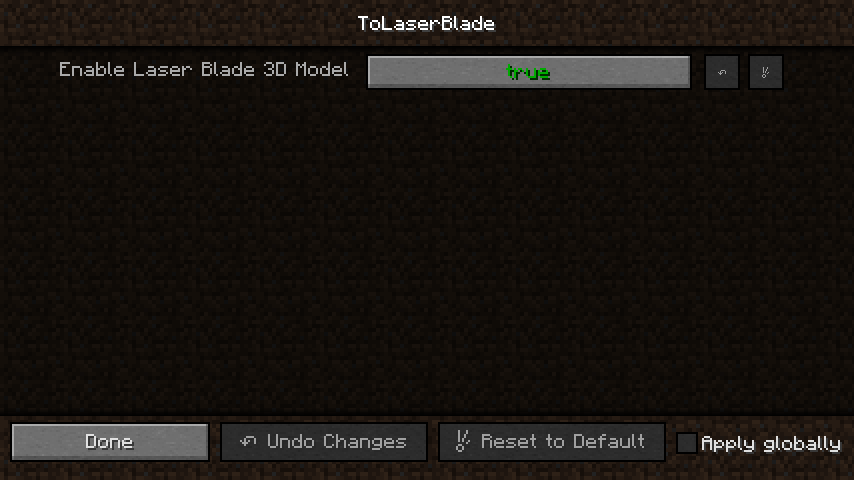 ToLaserBlade
Enable Laser Blade 3D Model true
Done Undo Changes Reset to Default Apply globally